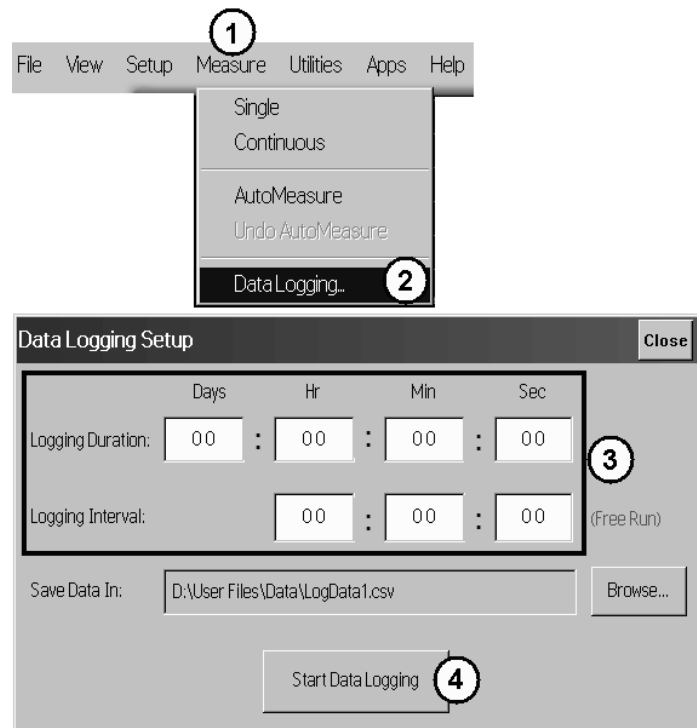 1
File View Setup Measure Utilities Apps Help
Single
Continuous
AutoMeasure
Undo AutoMeasure
Data Logging...
2
Data Logging Setup Close
Days Hr Min Sec
Logging Duration: 00 : 00 : 00 : 00
3
Logging Interval: 00 : 00 : 00 (Free Run)
Save Data In: D:\User Files\Data\LogData1.csv Browse...
Start Data Logging 4